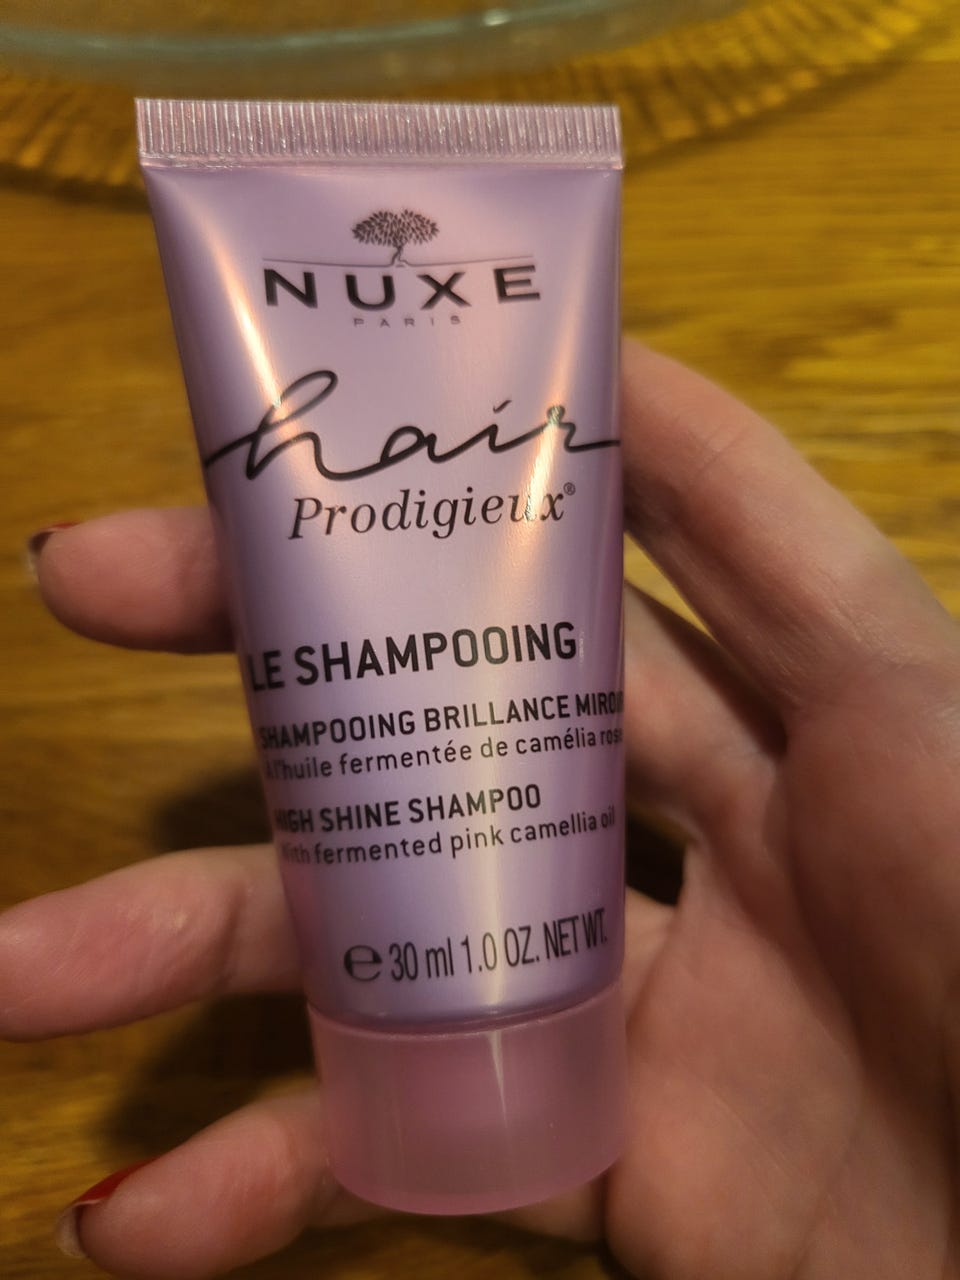 NUXE
PARIS
hair
Prodigieux®
LE SHAMPOOING
SHAMPOOING BRILLANCE MIROIR
À l'huile fermentée de camélia rose
HIGH SHINE SHAMPOO
With fermented pink camellia oil
℮ 30 ml 1.0 OZ. NET WT.